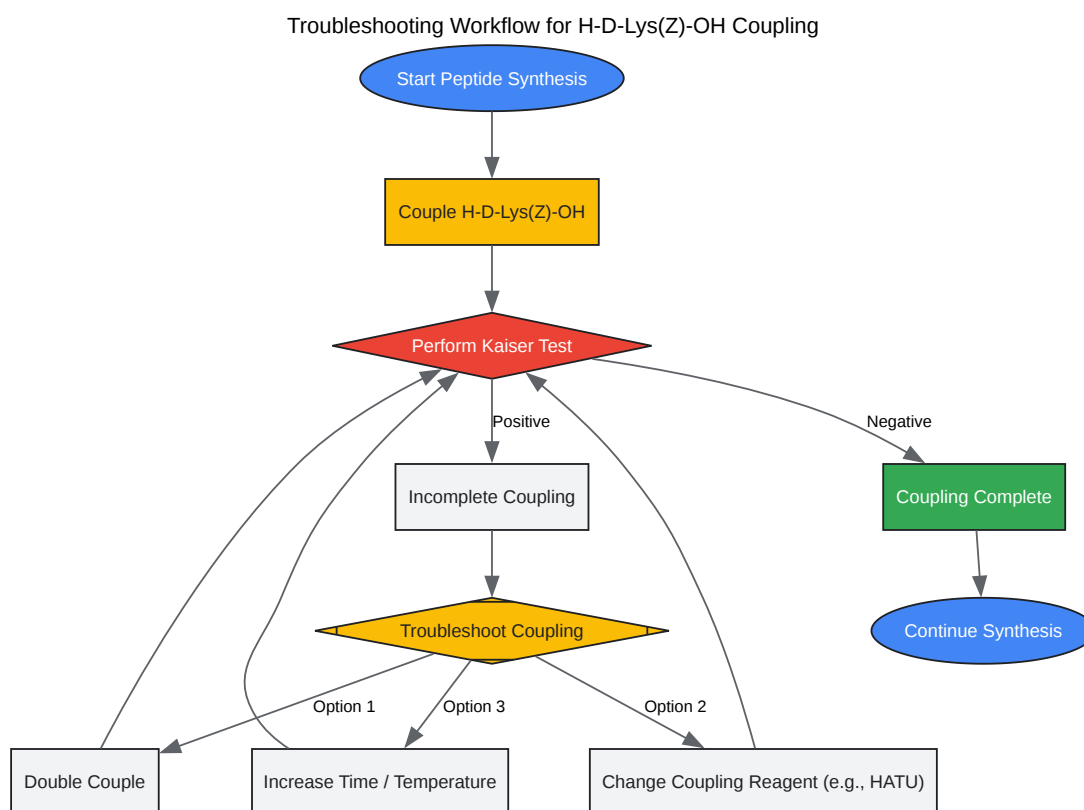 Troubleshooting Workflow for H-D-Lys(Z)-OH Coupling
Start Peptide Synthesis
Couple H-D-Lys(Z)-OH
Perform Kaiser Test
Positive
Negative
Incomplete Coupling
Coupling Complete
Troubleshoot Coupling
Continue Synthesis
Option 1
Option 3
Option 2
Double Couple
Increase Time / Temperature
Change Coupling Reagent (e.g., HATU)